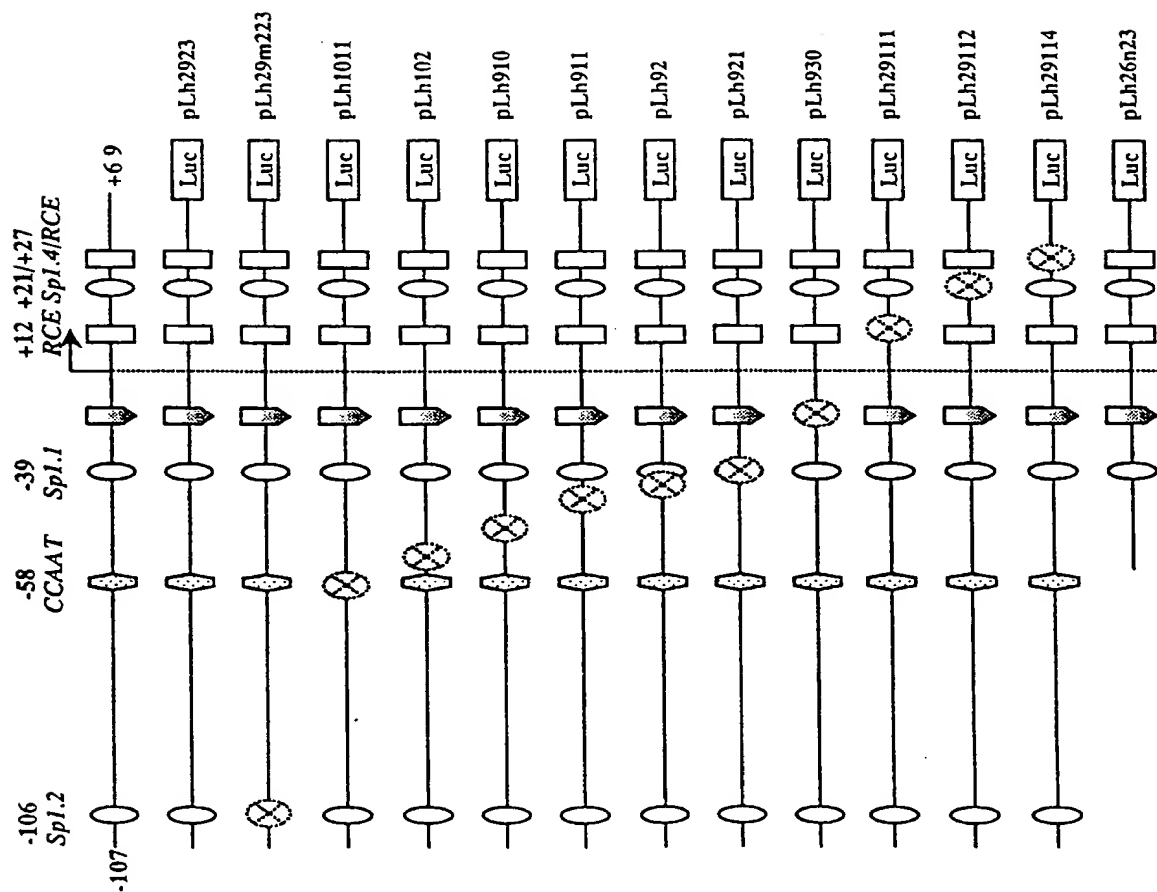 -106 -58 -39 +12 +21/+27
Sp1.2 CCAAT Sp1.1 RCE Sp1.4/RCE
-107 +6 9
Luc pLh2923
Luc pLh29m223
Luc pLh1011
Luc pLh102
Luc pLh910
Luc pLh911
Luc pLh92
Luc pLh921
Luc pLh930
Luc pLh29111
Luc pLh29112
Luc pLh29114
Luc pLh26n23